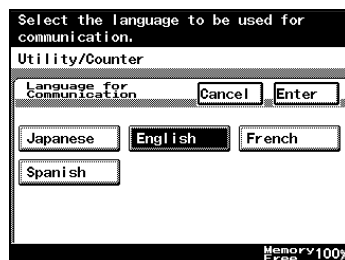 Select the language to be used for
communication.
Utility/Counter
Language for
Communication
Cancel Enter
Japanese English French
Spanish
Memory 100%
Free